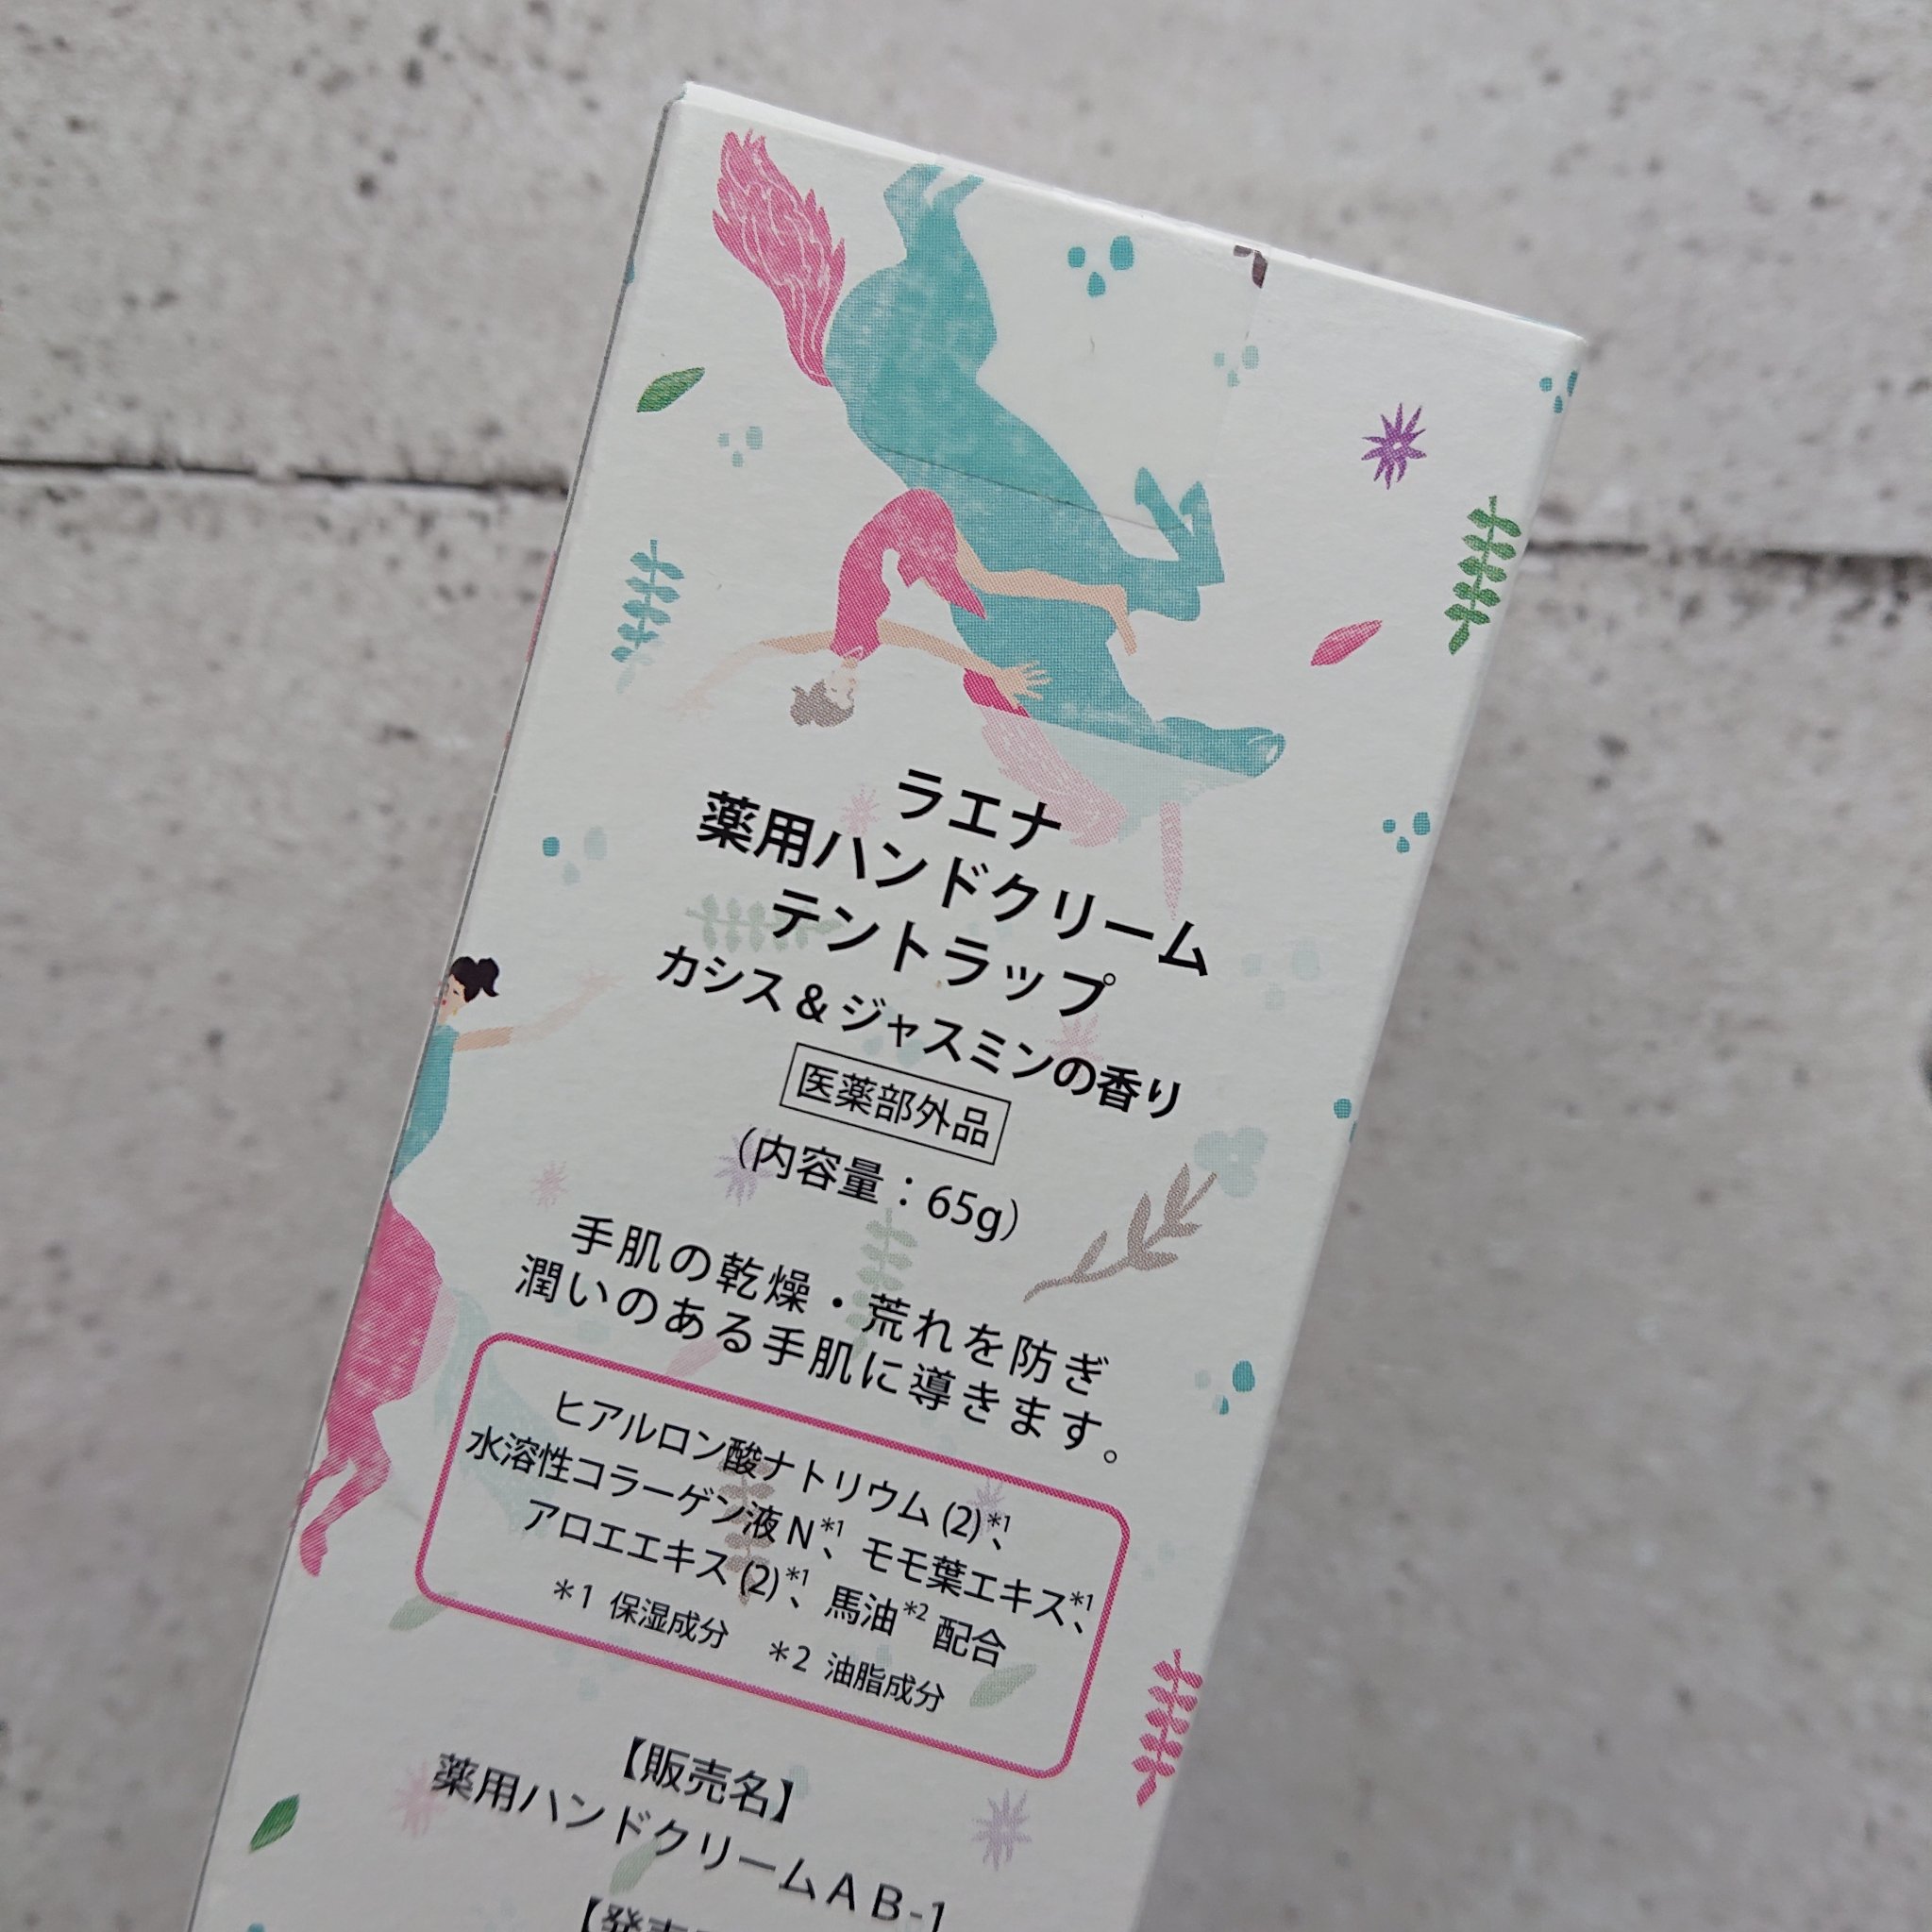 ラエナ
薬用ハンドクリーム
テントラップ
カシス&ジャスミンの香り
医薬部外品
（内容量：65g）
手肌の乾燥・荒れを防ぎ
潤いのある手肌に導きます。
ヒアルロン酸ナトリウム(2)*1、
水溶性コラーゲン液N*1、モモ葉エキス*1、
アロエエキス(2)*1、馬油*2 配合
*1 保湿成分 *2 油脂成分
【販売名】
薬用ハンドクリームAB-1